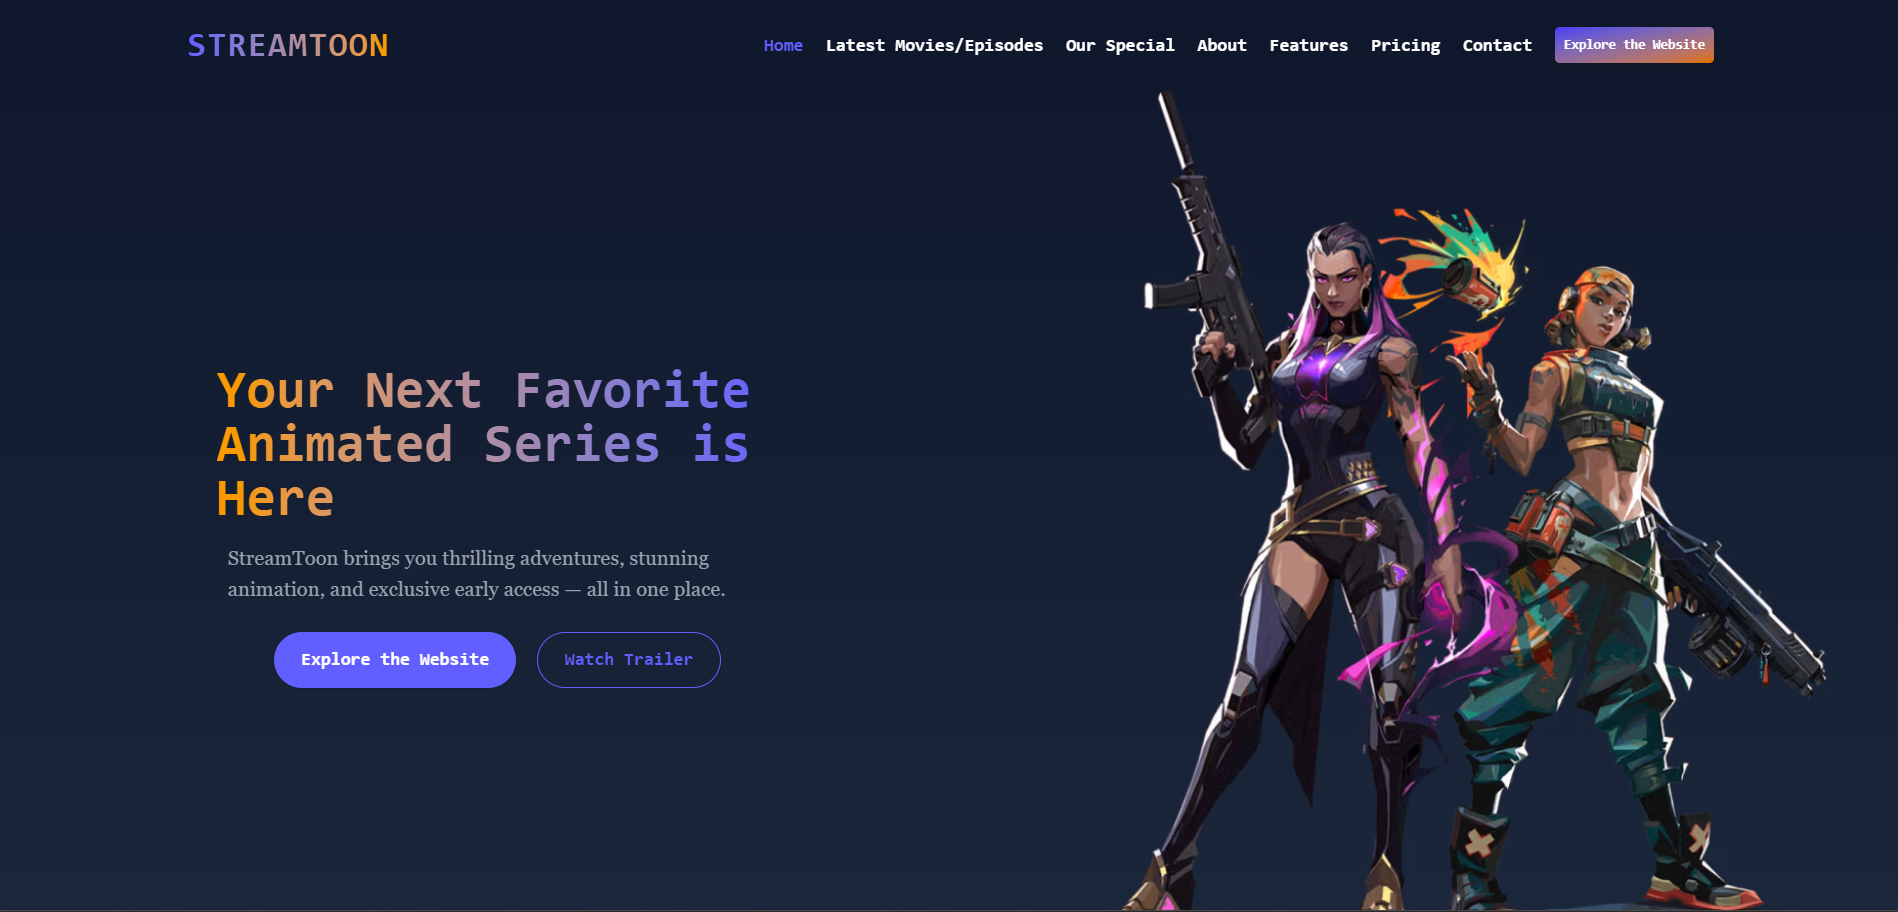 STREAMTOON
Home Latest Movies/Episodes Our Special About Features Pricing Contact Explore the Website
Your Next Favorite
Animated Series is
Here
StreamToon brings you thrilling adventures, stunning
animation, and exclusive early access — all in one place.
Explore the Website Watch Trailer